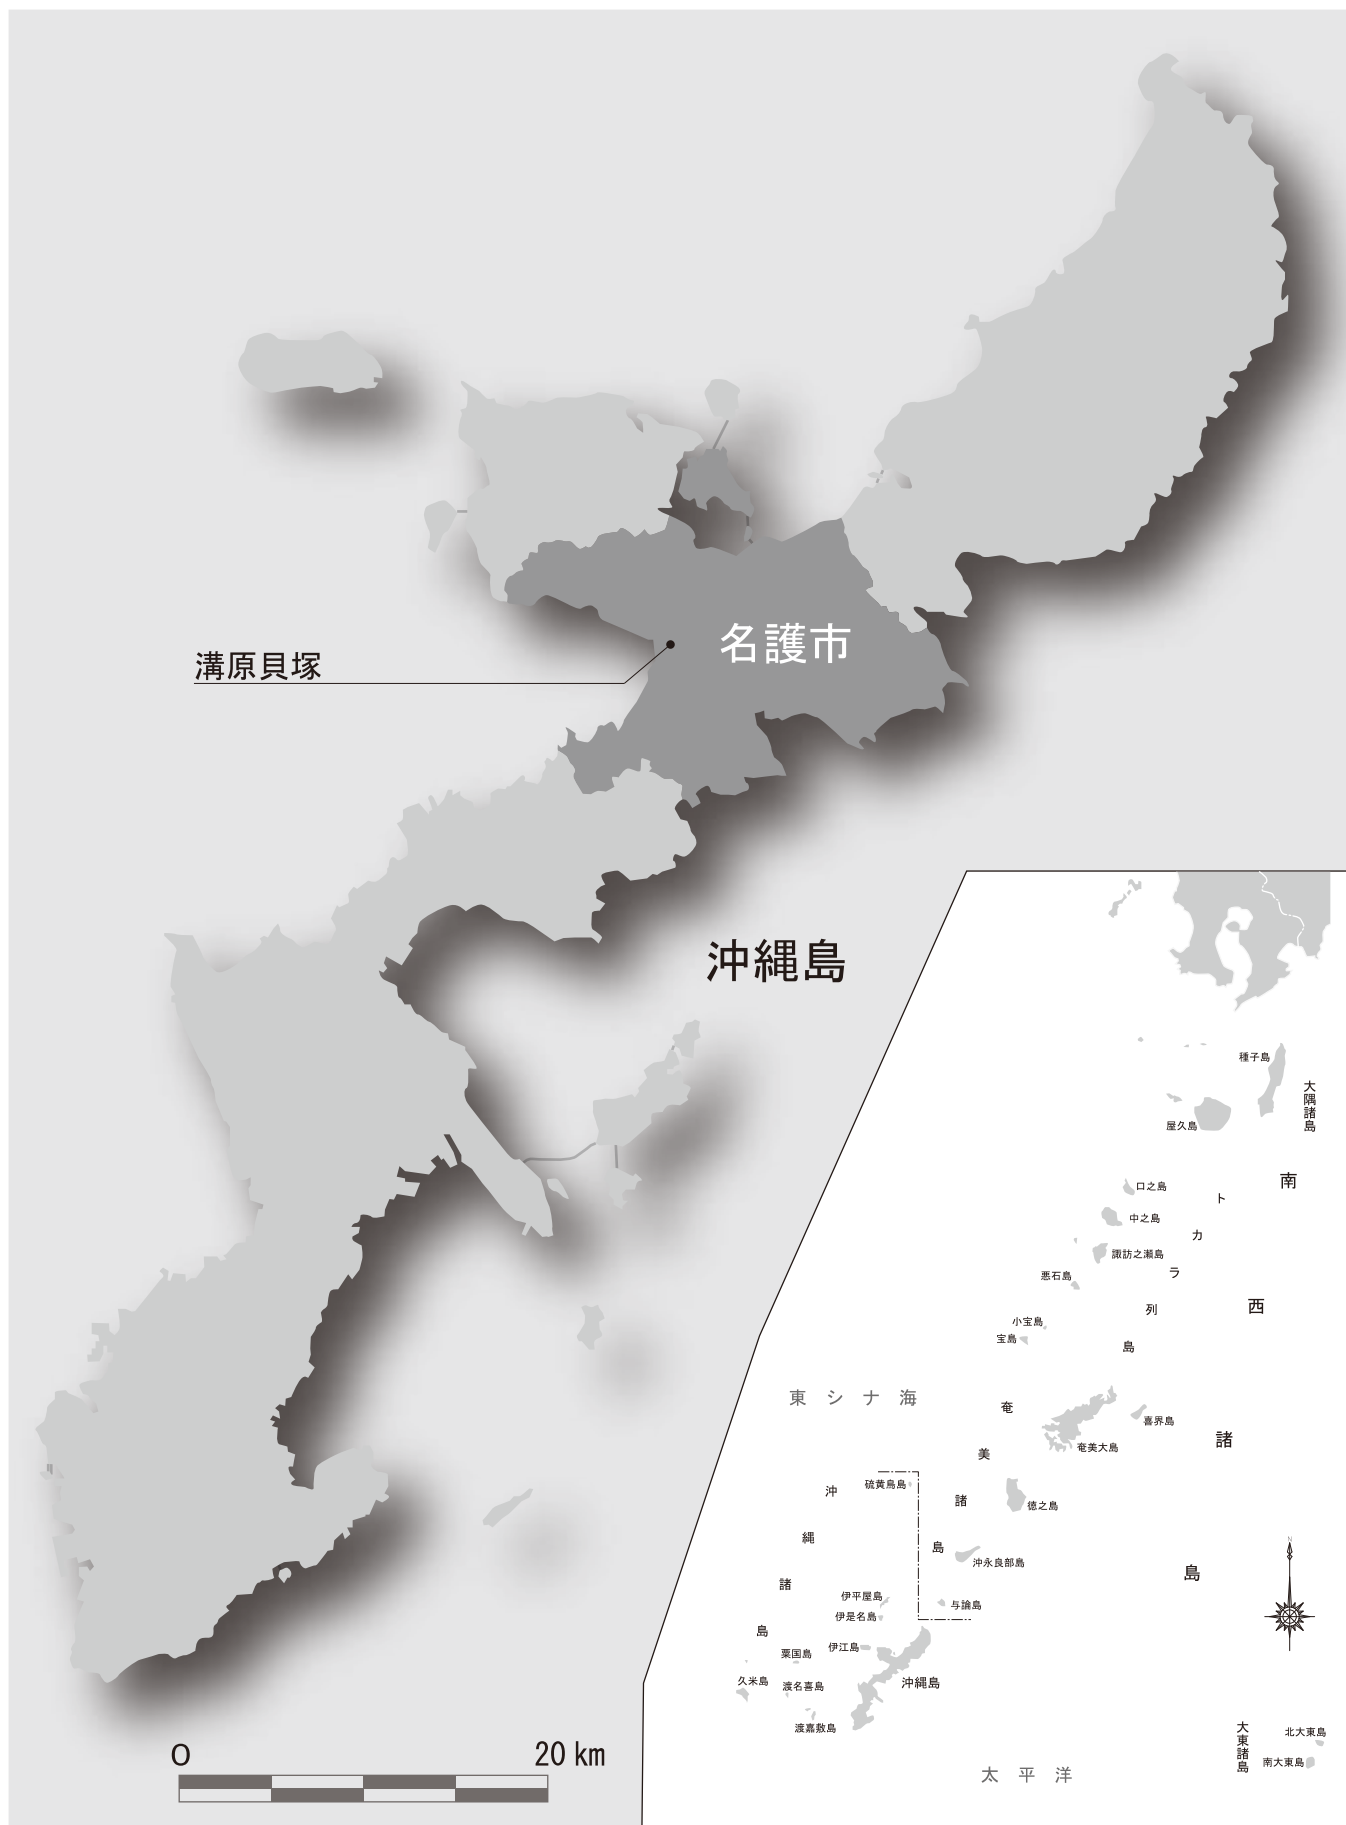 名護市
溝原貝塚
沖縄島
種子島
大隅諸島
屋久島
南西諸島
トカラ列島
口之島
中之島
諏訪之瀬島
悪石島
小宝島
宝島
東シナ海
奄美諸島
喜界島
奄美大島
硫黄鳥島
沖縄諸島
徳之島
沖永良部島
伊平屋島
与論島
伊是名島
伊江島
粟国島
久米島
渡名喜島
沖縄島
渡嘉敷島
N
大東諸島
北大東島
南大東島
太平洋
0 20 km